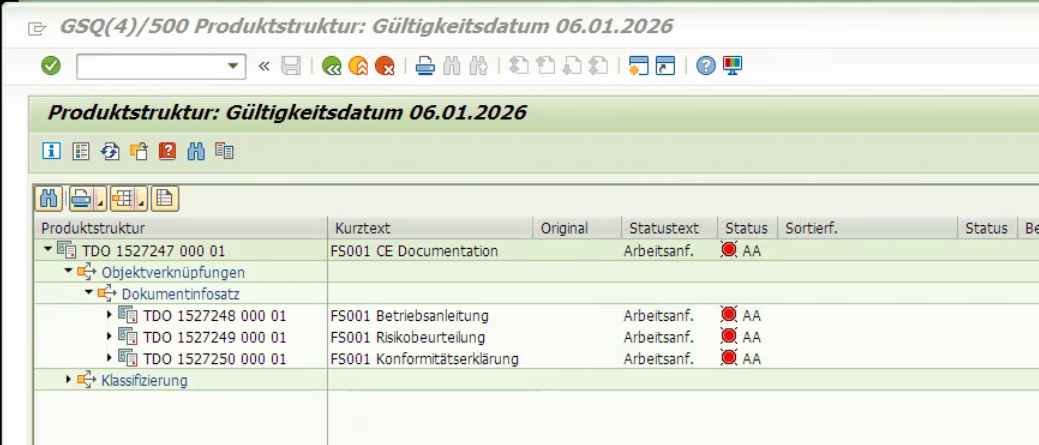 GSQ(4)/500 Produktstruktur: Gültigkeitsdatum 06.01.2026
Produktstruktur: Gültigkeitsdatum 06.01.2026
Produktstruktur Kurztext Original Statustext Status Sortierf. Status Be
TDO 1527247 000 01 FS001 CE Documentation Arbeitsanf. AA
Objektverknüpfungen
Dokumentinfosatz
TDO 1527248 000 01 FS001 Betriebsanleitung Arbeitsanf. AA
TDO 1527249 000 01 FS001 Risikobeurteilung Arbeitsanf. AA
TDO 1527250 000 01 FS001 Konformitätserklärung Arbeitsanf. AA
Klassifizierung